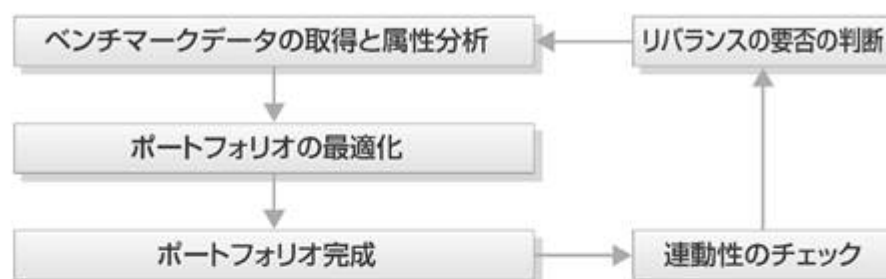 ベンチマークデータの取得と属性分析
リバランスの要否の判断
ポートフォリオの最適化
ポートフォリオ完成
連動性のチェック